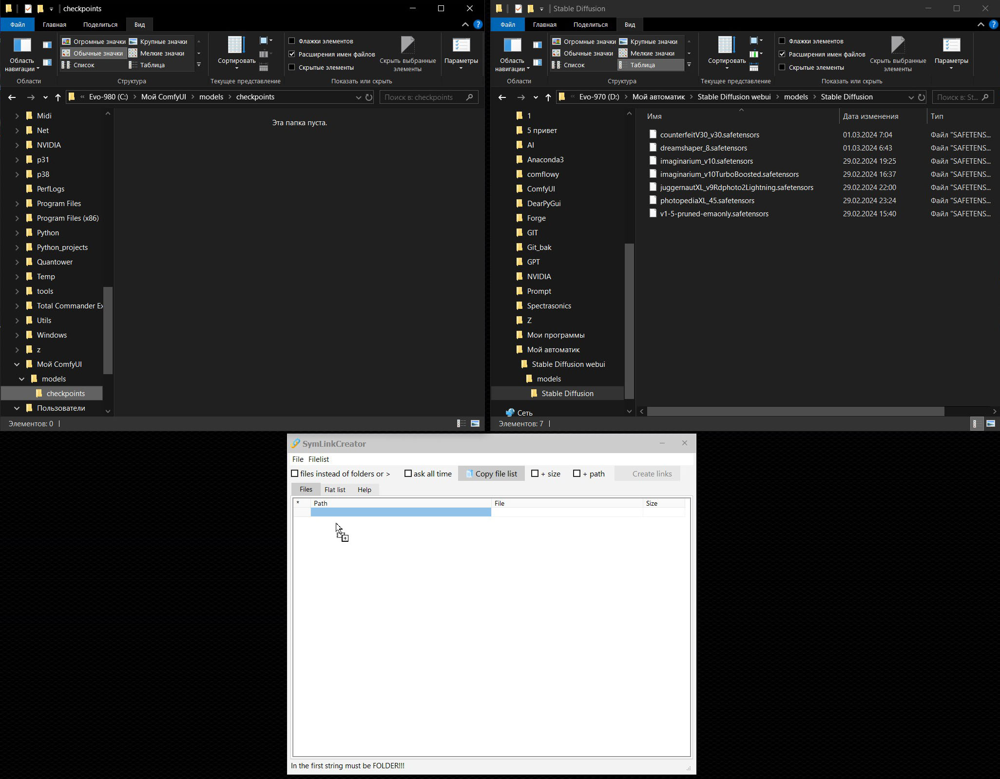 checkpoints
Файл Главная Поделиться Вид
Область навигации
Огромные значки Крупные значки
Обычные значки Мелкие значки
Список Таблица
Сортировать
Флажки элементов
Расширения имен файлов
Скрытые элементы
Скрыть выбранные элементы
Параметры
Области Структура Текущее представление Показать или скрыть
« Evo-980 (C:) > Мой ComfyUI > models > checkpoints
Поиск в: checkpoints
Midi
Net
NVIDIA
p31
p38
PerfLogs
Program Files
Program Files (x86)
Python
Python_projects
Quantower
Temp
tools
Total Commander Ex
Utils
Windows
z
Мой ComfyUI
models
checkpoints
Пользователи
Эта папка пуста.
Элементов: 0
Stable Diffusion
Файл Главная Поделиться Вид
Область навигации
Огромные значки Крупные значки
Обычные значки Мелкие значки
Список Таблица
Сортировать
Флажки элементов
Расширения имен файлов
Скрытые элементы
Скрыть выбранные элементы
Параметры
Области Структура Текущее представление Показать или скрыть
« Evo-970 (D:) > Мой автоматик > Stable Diffusion webui > models > Stable Diffusion
Поиск в: St...
1
5 привет
AI
Anaconda3
comflowy
ComfyUI
DearPyGui
Forge
GIT
Git_bak
GPT
NVIDIA
Prompt
Spectrasonics
Z
Мои программы
Мой автоматик
Stable Diffusion webui
models
Stable Diffusion
Сеть
Имя Дата изменения Тип
counterfeitV30_v30.safetensors 01.03.2024 7:04 Файл "SAFETENS...
dreamshaper_8.safetensors 01.03.2024 6:43 Файл "SAFETENS...
imaginarium_v10.safetensors 29.02.2024 19:25 Файл "SAFETENS...
imaginarium_v10TurboBoosted.safetensors 29.02.2024 16:37 Файл "SAFETENS...
juggernautXL_v9Rdphoto2Lightning.safetensors 29.02.2024 22:00 Файл "SAFETENS...
photopediaXL_45.safetensors 29.02.2024 23:24 Файл "SAFETENS...
v1-5-pruned-emaonly.safetensors 29.02.2024 15:40 Файл "SAFETENS...
Элементов: 7
SymLinkCreator
File Filelist
files instead of folders or > ask all time Copy file list + size + path Create links
Files Flat list Help
* Path File Size
In the first string must be FOLDER!!!